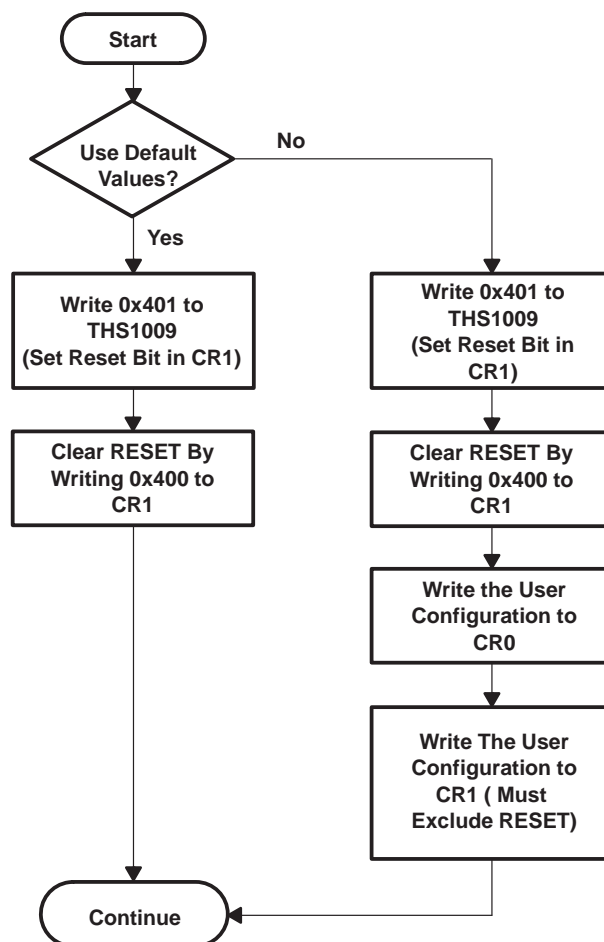 Start
Use Default
Values?
No
Yes
Write 0x401 to
THS1009
(Set Reset Bit in CR1)
Clear RESET By
Writing 0x400 to
CR1
Write 0x401 to
THS1009
(Set Reset Bit in
CR1)
Clear RESET By
Writing 0x400 to
CR1
Write the User
Configuration to
CR0
Write The User
Configuration to
CR1 ( Must
Exclude RESET)
Continue